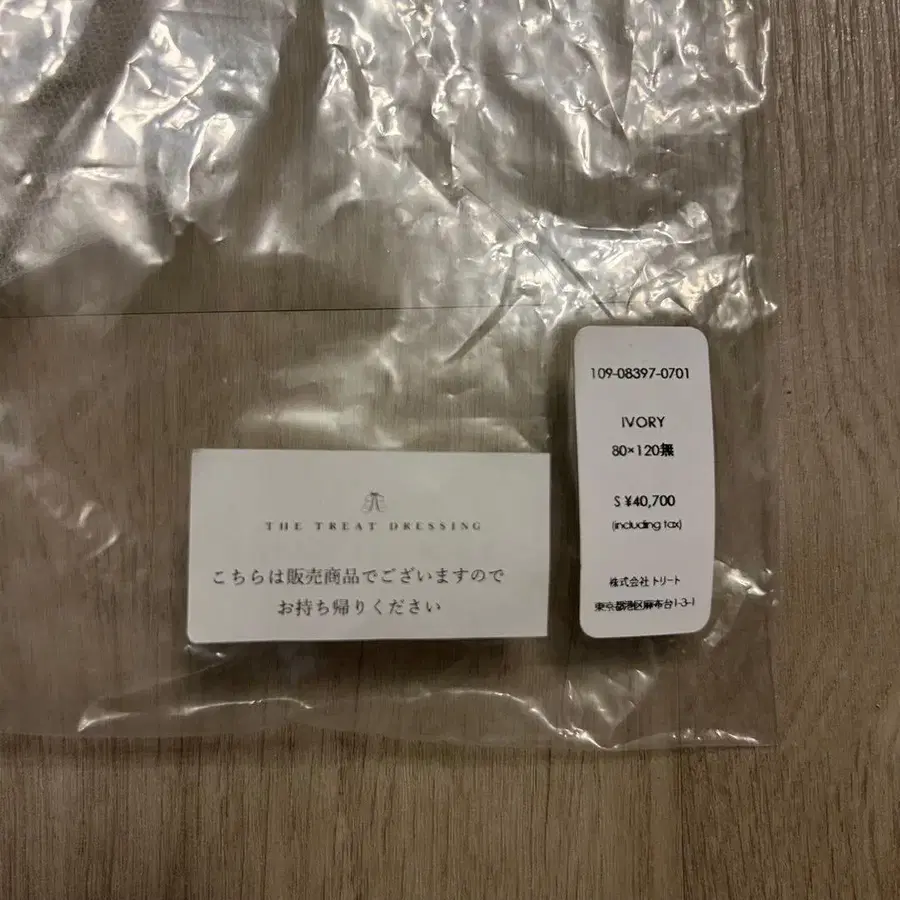 THE TREAT DRESSING
こちらは販売商品でございますので
お持ち帰りください
109-08397-0701
IVORY
80×120無
S ¥40,700
(including tax)
株式会社 トリート
東京都港区麻布台1-3-1